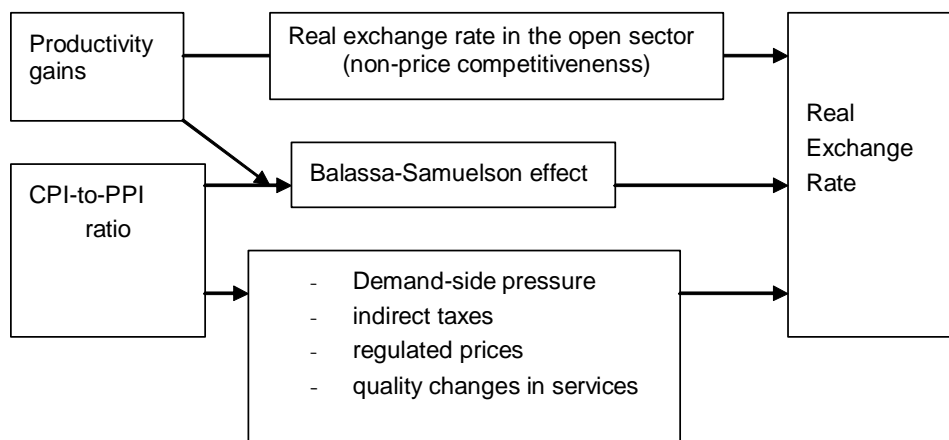 Productivity
gains
Real exchange rate in the open sector
(non-price competitivenenss)
Real
Exchange
Rate
Balassa-Samuelson effect
CPI-to-PPI
ratio
- Demand-side pressure
- indirect taxes
- regulated prices
- quality changes in services